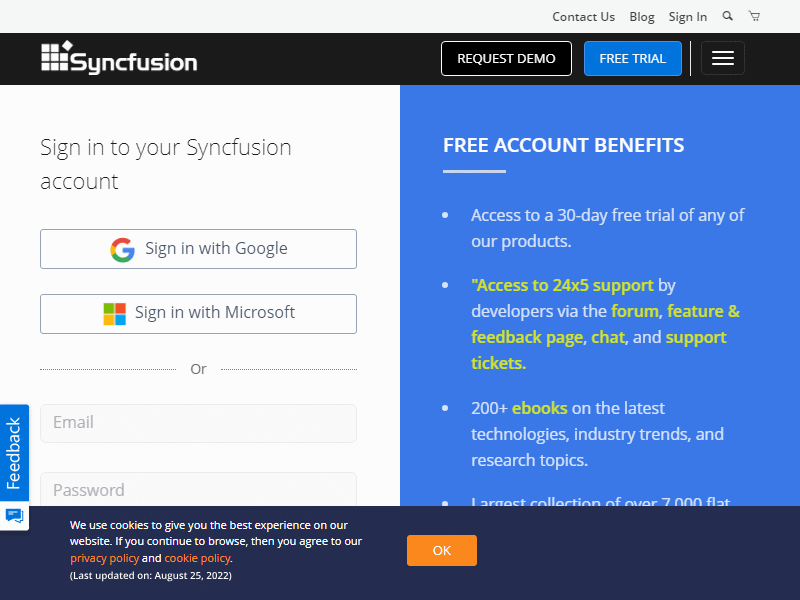 Contact Us Blog Sign In
Syncfusion
REQUEST DEMO
FREE TRIAL
Sign in to your Syncfusion
account
Sign in with Google
Sign in with Microsoft
Or
Email
Password
FREE ACCOUNT BENEFITS
Access to a 30-day free trial of any of
our products.
"Access to 24x5 support by
developers via the forum, feature &
feedback page, chat, and support
tickets.
200+ ebooks on the latest
technologies, industry trends, and
research topics.
Largest collection of over 7,000 flat
Feedback
We use cookies to give you the best experience on our
website. If you continue to browse, then you agree to our
privacy policy and cookie policy.
(Last updated on: August 25, 2022)
OK